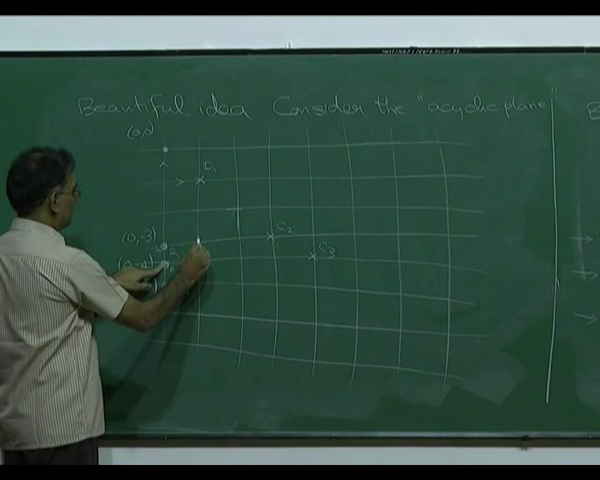 Beautiful idea Consider the "acyclic plane"
(0,0)
C1
(0,-3)
C2
C3